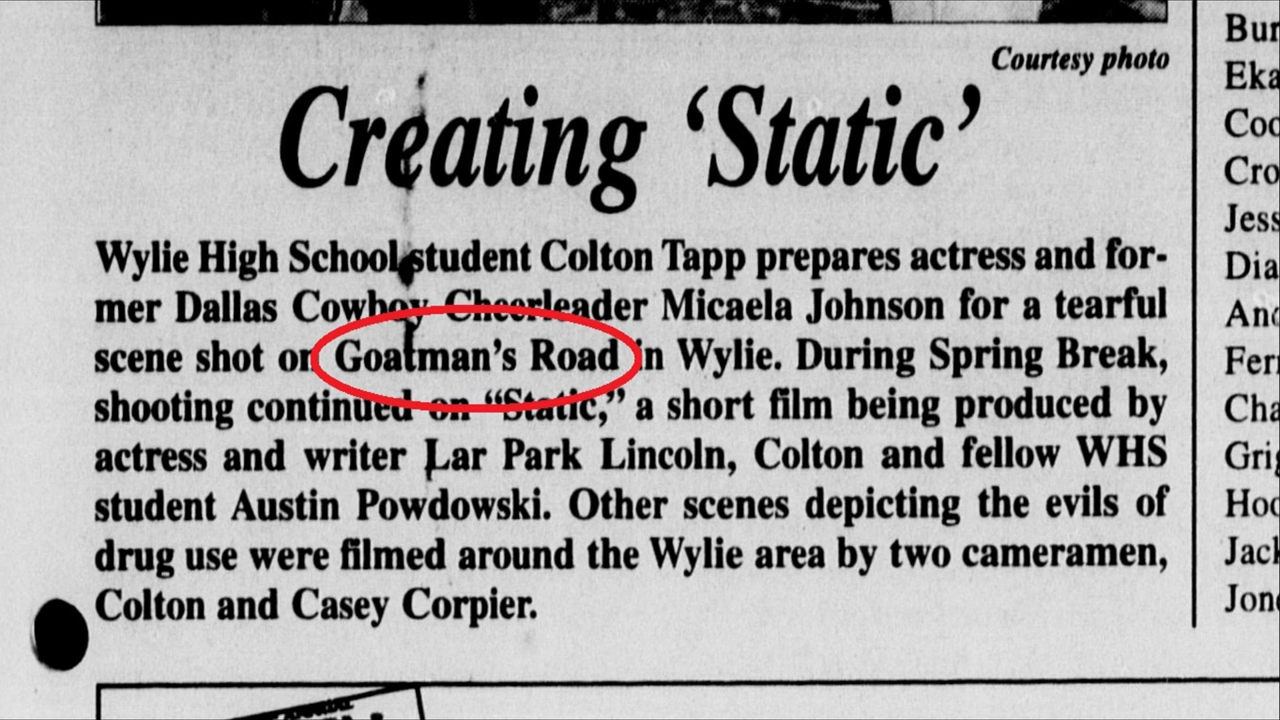 Courtesy photo
Creating ‘Static’
Wylie High School student Colton Tapp prepares actress and for-
mer Dallas Cowboy Cheerleader Micaela Johnson for a tearful
scene shot on Goatman’s Road in Wylie. During Spring Break,
shooting continued on “Static,” a short film being produced by
actress and writer Lar Park Lincoln, Colton and fellow WHS
student Austin Powdowski. Other scenes depicting the evils of
drug use were filmed around the Wylie area by two cameramen,
Colton and Casey Corpier.